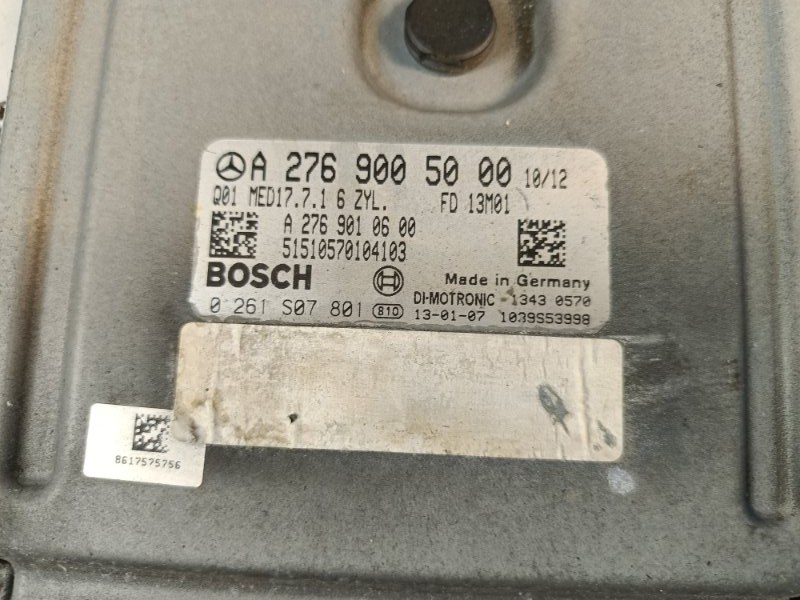 A 276 900 50 00 10/12
Q01 MED17.7.1 6 ZYL. FD 13M01
A 276 901 06 00
51510570104103
BOSCH Made in Germany
DI-MOTRONIC 1343 0570
0 261 S07 801 810 13-01-07 1039S53998
8617575756